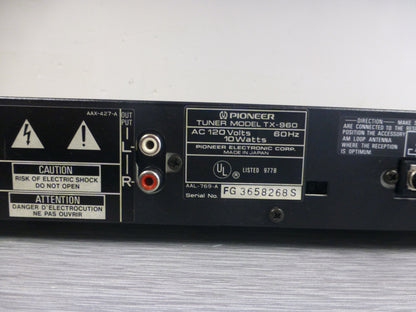 AAX-427-A
OUT
PUT
L-
R-
CAUTION
RISK OF ELECTRIC SHOCK
DO NOT OPEN
ATTENTION
DANGER D'ELECTROCUTION
NE PAS OUVRIR
PIONEER
TUNER MODEL TX-960
AC 120 Volts 60Hz
10 Watts
PIONEER ELECTRONIC CORP.
MADE IN JAPAN
UL LISTED 977B
AAL-769-A
Serial No. FG3658268S
DIRECTION MAKE S
ARE CONNECTED TO THE SE
POSITION THE ACCESSORY
AM LOOP ANTENNA
WHERE THE RECEPTION
IS OPTIMUM.